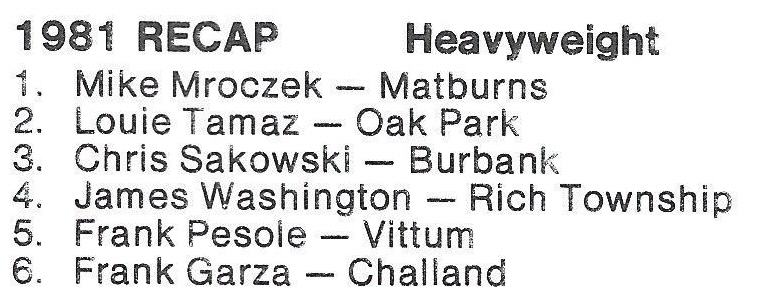 1981 RECAP Heavyweight
1. Mike Mroczek — Matburns
2. Louie Tamaz — Oak Park
3. Chris Sakowski — Burbank
4. James Washington — Rich Township
5. Frank Pesole — Vittum
6. Frank Garza — Challand